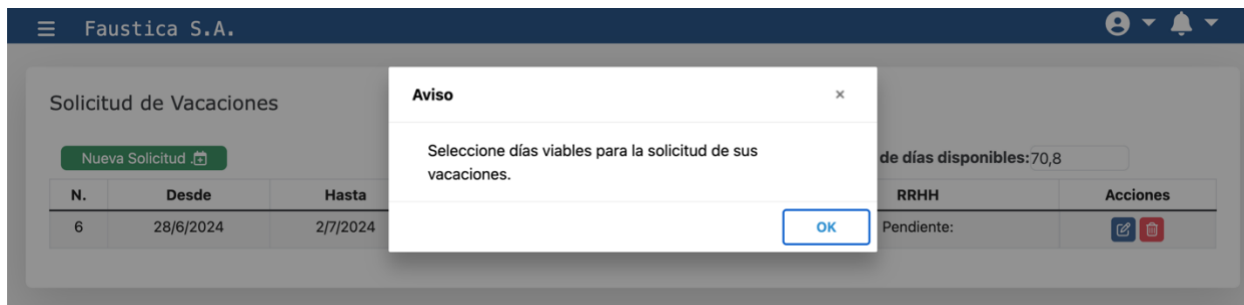 Faustica S.A.
Solicitud de Vacaciones
Aviso
×
Seleccione días viables para la solicitud de sus
vacaciones.
OK
Nueva Solicitud .
de días disponibles: 70,8
N. Desde Hasta RRHH Acciones
6 28/6/2024 2/7/2024 Pendiente: